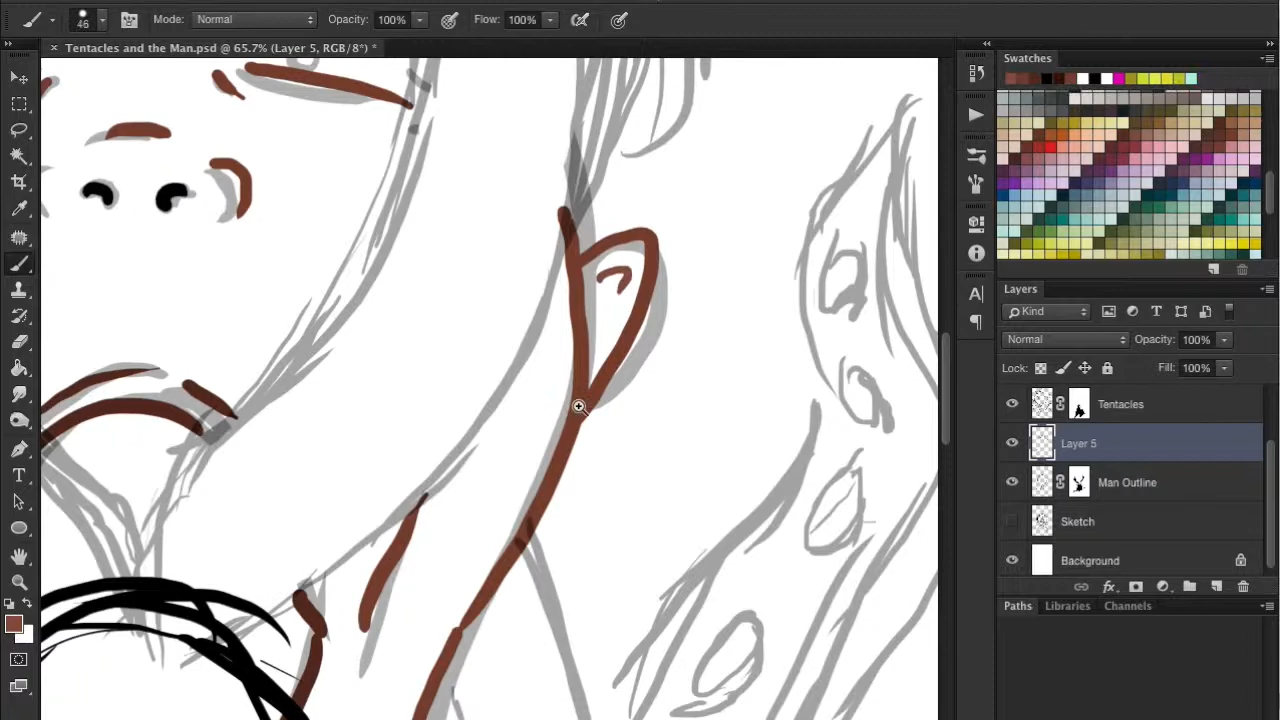 46 Mode: Normal Opacity: 100% Flow: 100%
Tentacles and the Man.psd @ 65.7% (Layer 5, RGB/8*) *
Swatches
Layers
Kind
Normal Opacity: 100%
Lock: Fill: 100%
Tentacles
Layer 5
Man Outline
Sketch
Background
fx
Paths Libraries Channels